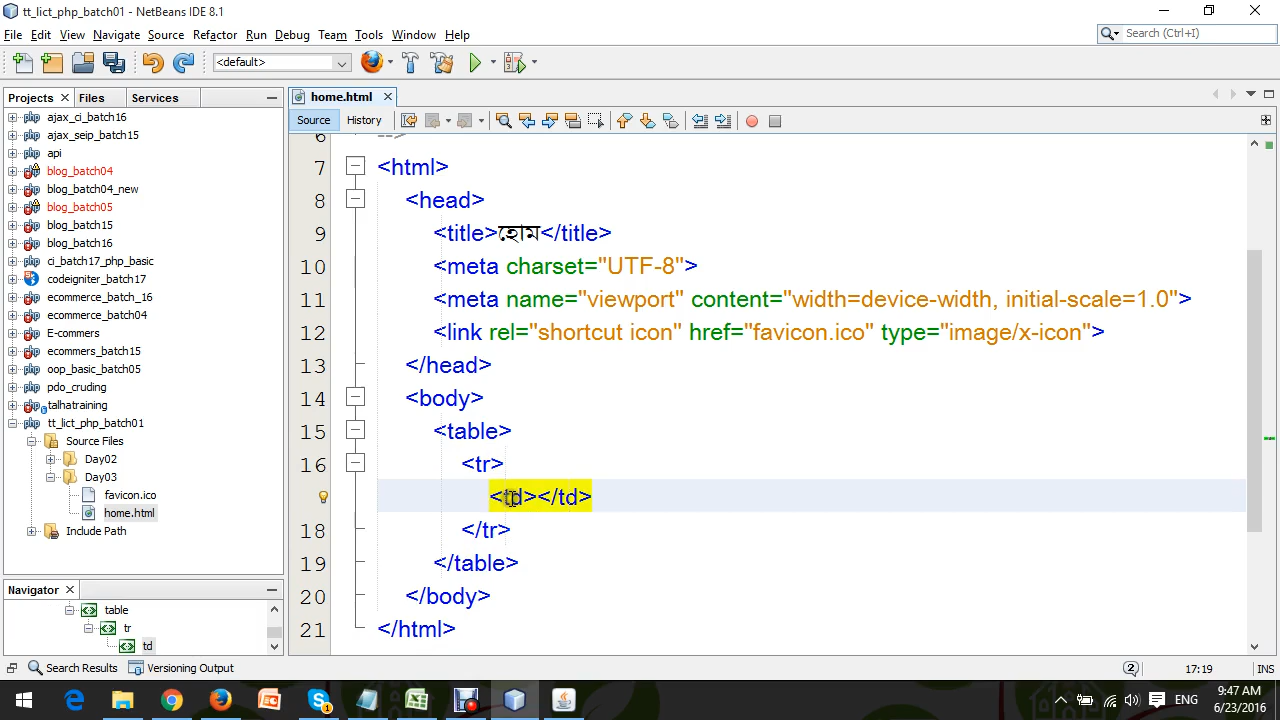 tt_lict_php_batch01 - NetBeans IDE 8.1
File Edit View Navigate Source Refactor Run Debug Team Tools Window Help
Search (Ctrl+I)
<default>
Projects Files Services
home.html
Source History
ajax_ci_batch16
ajax_seip_batch15
api
blog_batch04
blog_batch04_new
blog_batch05
blog_batch15
blog_batch16
ci_batch17_php_basic
codeigniter_batch17
ecommerce_batch_16
ecommerce_batch04
E-commers
ecommers_batch15
oop_basic_batch05
pdo_cruding
talhatraining
tt_lict_php_batch01
Source Files
Day02
Day03
favicon.ico
home.html
Include Path
Navigator
table
tr
td
6 -->
7 <html>
8 <head>
9 <title>হোম</title>
10 <meta charset="UTF-8">
11 <meta name="viewport" content="width=device-width, initial-scale=1.0">
12 <link rel="shortcut icon" href="favicon.ico" type="image/x-icon">
13 </head>
14 <body>
15 <table>
16 <tr>
<td></td>
18 </tr>
19 </table>
20 </body>
21 </html>
Search Results Versioning Output
2 17:19 INS
1
ENG
9:47 AM
6/23/2016